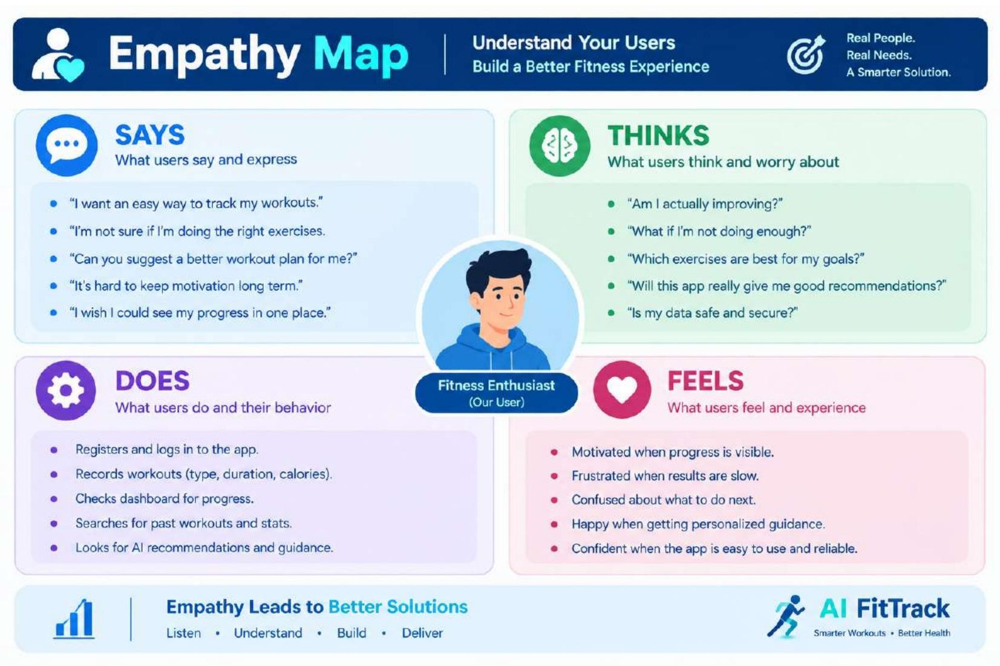 Empathy Map
Understand Your Users
Build a Better Fitness Experience
Real People.
Real Needs.
A Smarter Solution.
SAYS
What users say and express
• “I want an easy way to track my workouts.”
• “I'm not sure if I'm doing the right exercises.
• “Can you suggest a better workout plan for me?”
• “It's hard to keep motivation long term.”
• “I wish I could see my progress in one place.”
THINKS
What users think and worry about
• “Am I actually improving?”
• “What if I'm not doing enough?”
• “Which exercises are best for my goals?”
• “Will this app really give me good recommendations?”
• “Is my data safe and secure?”
Fitness Enthusiast
(Our User)
DOES
What users do and their behavior
• Registers and logs in to the app.
• Records workouts (type, duration, calories).
• Checks dashboard for progress.
• Searches for past workouts and stats.
• Looks for AI recommendations and guidance.
FEELS
What users feel and experience
• Motivated when progress is visible.
• Frustrated when results are slow.
• Confused about what to do next.
• Happy when getting personalized guidance.
• Confident when the app is easy to use and reliable.
Empathy Leads to Better Solutions
Listen • Understand • Build • Deliver
AI FitTrack
Smarter Workouts • Better Health